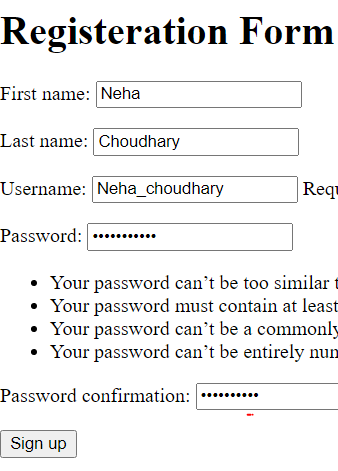 Registeration Form
First name: Neha
Last name: Choudhary
Username: Neha_choudhary Requ
Password: •••••••••••
• Your password can’t be too similar t
• Your password must contain at least
• Your password can’t be a commonly
• Your password can’t be entirely num
Password confirmation: ••••••••••
Sign up